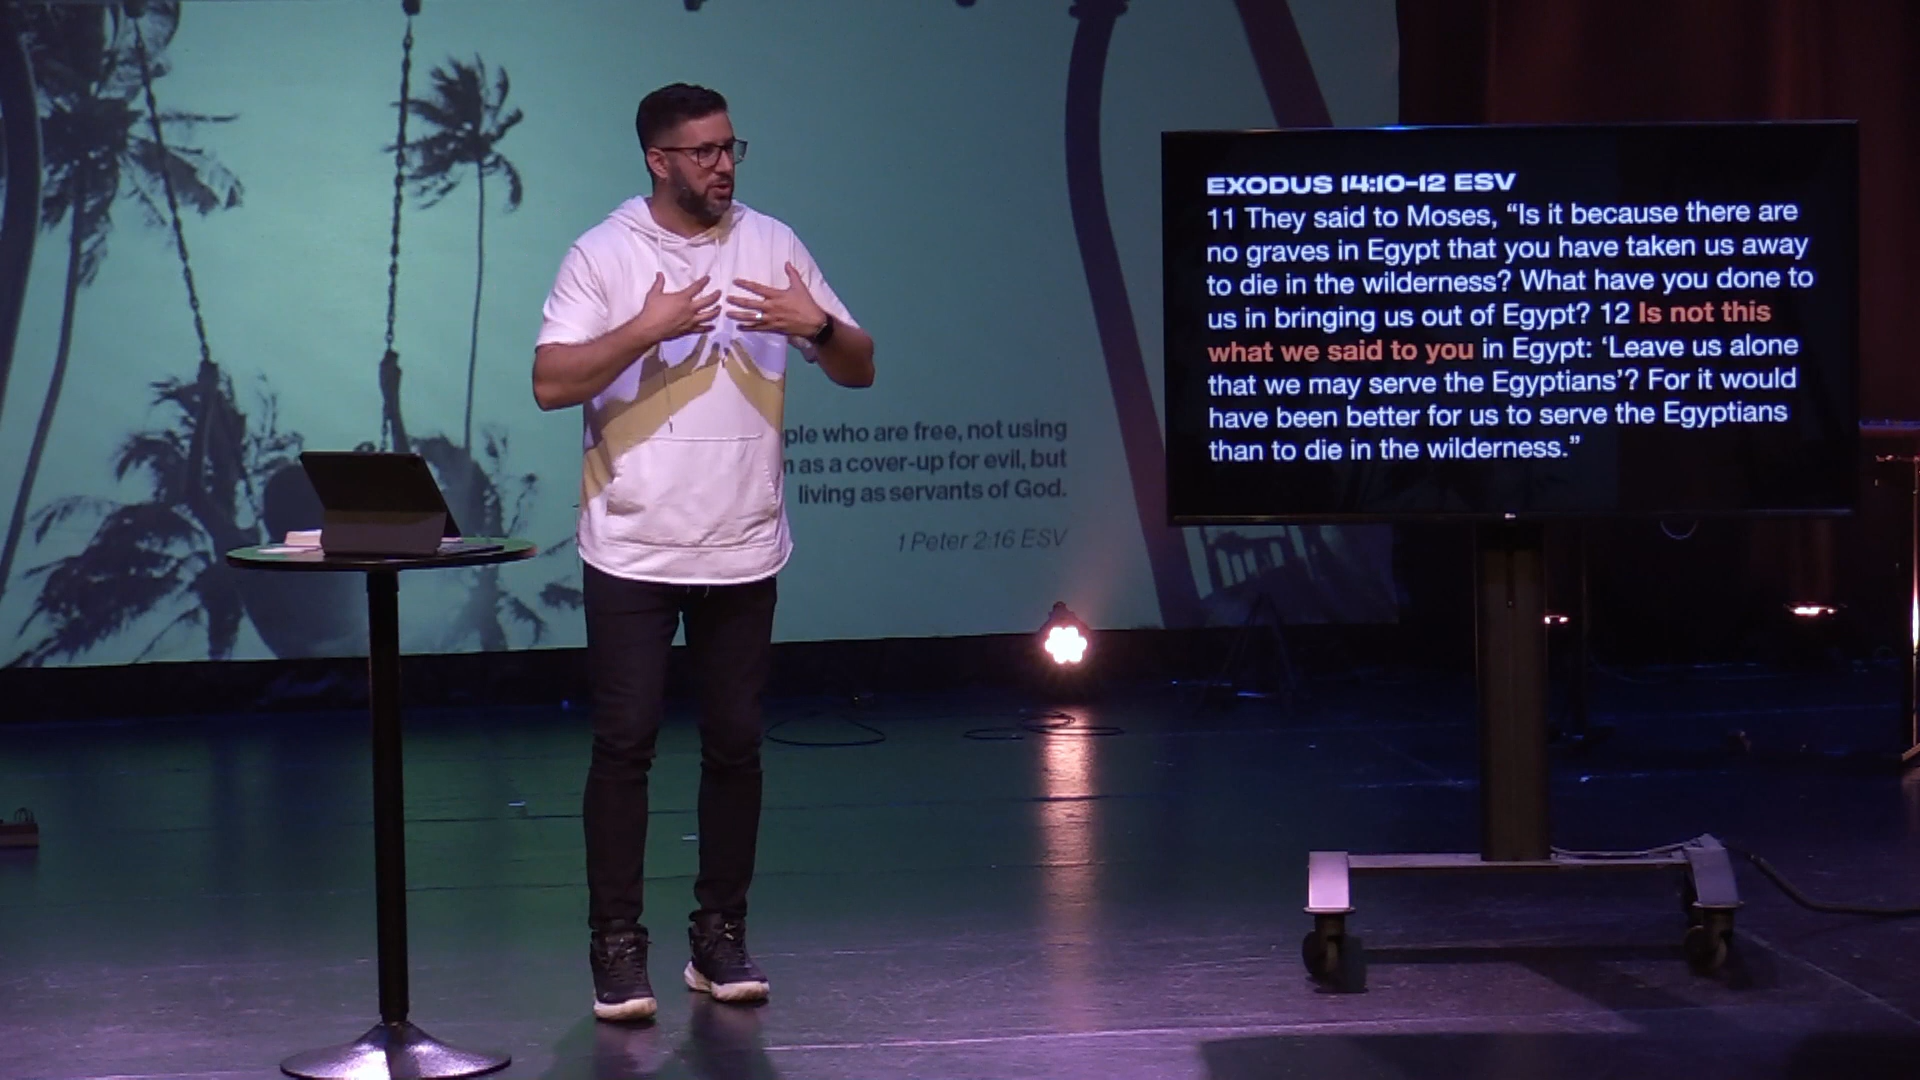 EXODUS 14:10-12 ESV
11 They said to Moses, “Is it because there are
no graves in Egypt that you have taken us away
to die in the wilderness? What have you done to
us in bringing us out of Egypt? 12 Is not this
what we said to you in Egypt: ‘Leave us alone
that we may serve the Egyptians’? For it would
have been better for us to serve the Egyptians
than to die in the wilderness.”
who are free, not using
as a cover-up for evil, but
living as servants of God.
1 Peter 2:16 ESV